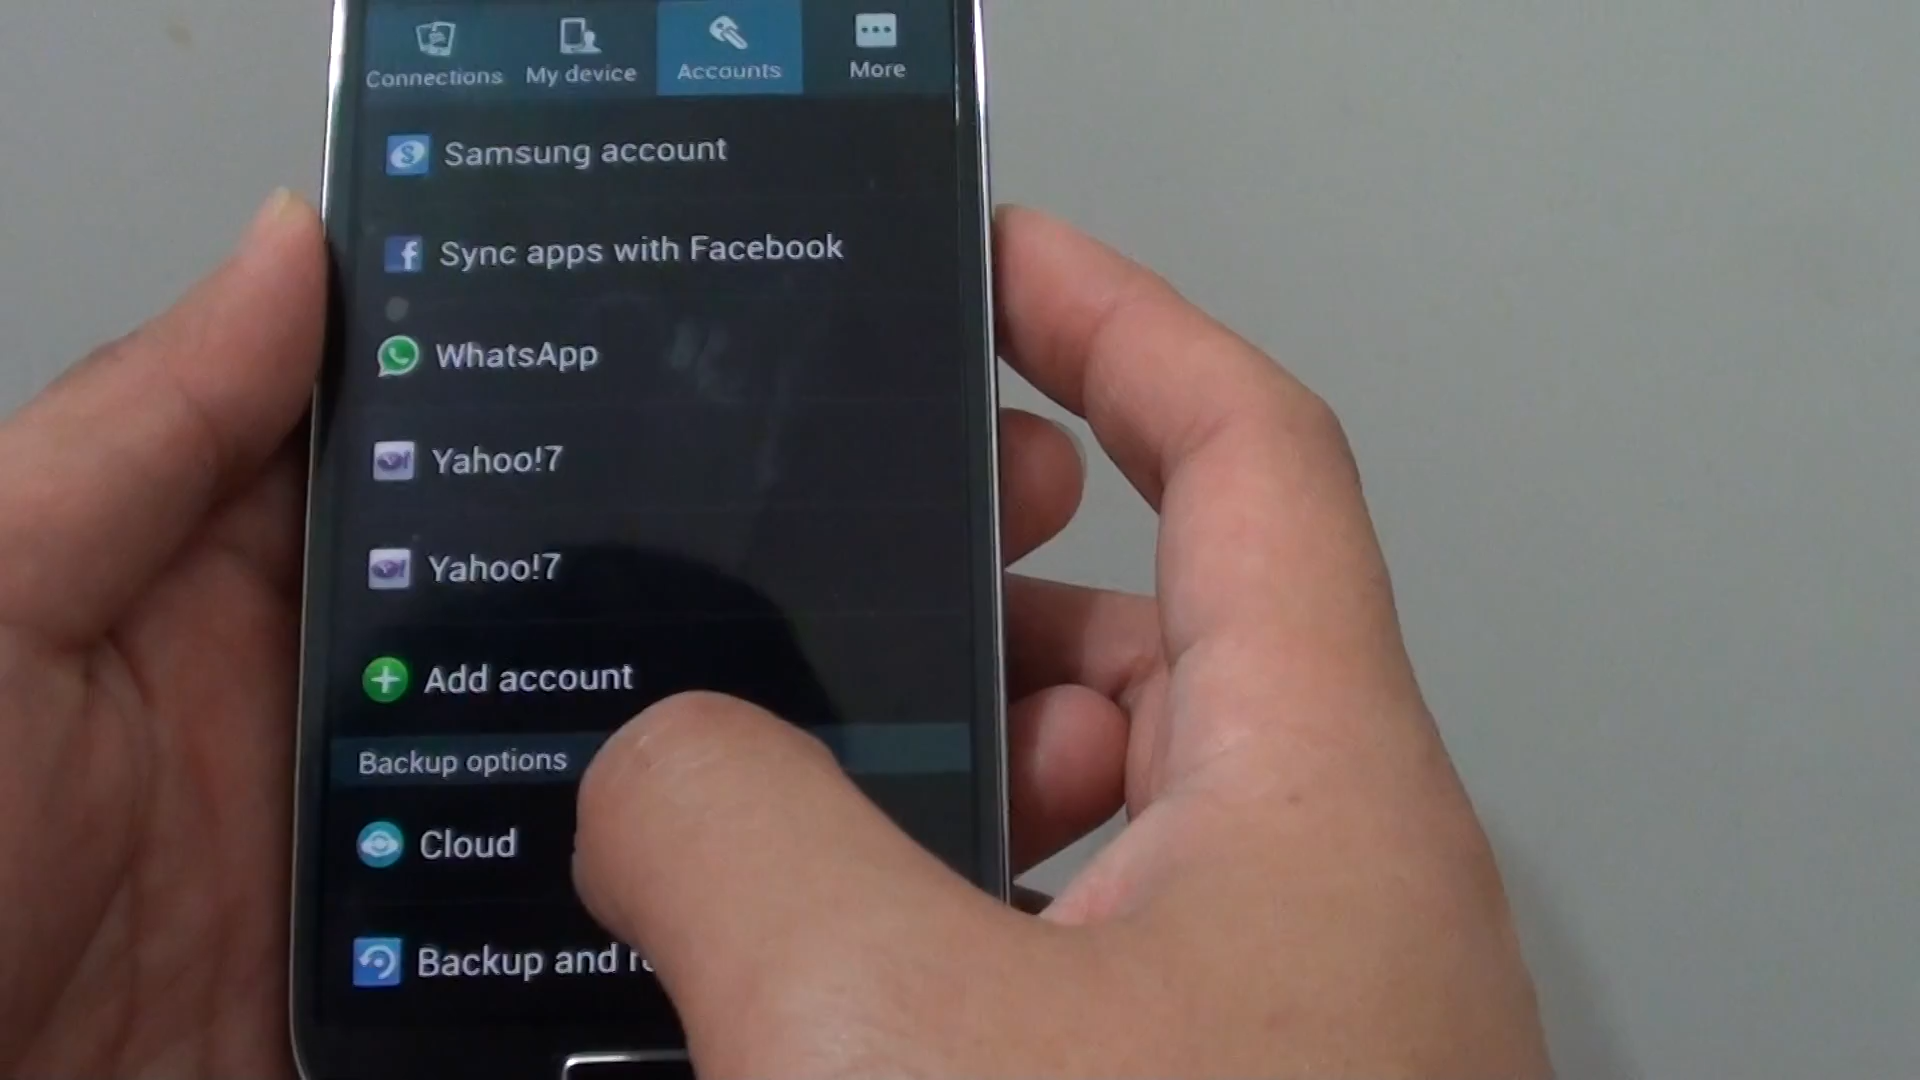 Connections My device Accounts More
Samsung account
Sync apps with Facebook
WhatsApp
Yahoo!7
Yahoo!7
Add account
Backup options
Cloud
Backup and